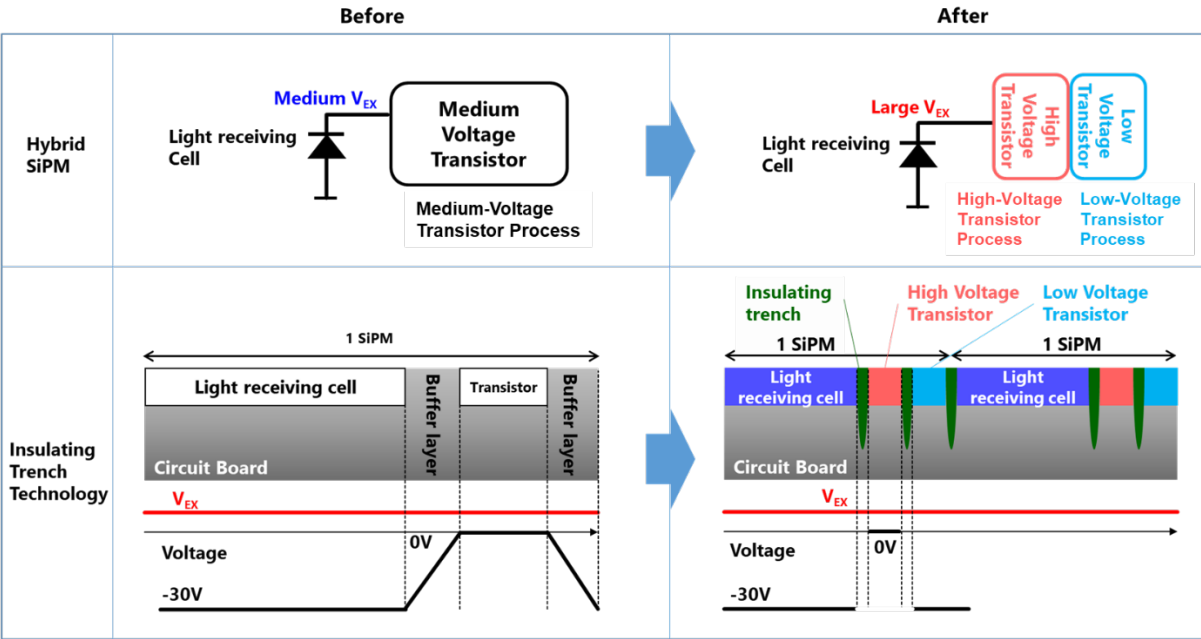 Before
After
Hybrid
SiPM
Medium VEX
Light receiving
Cell
Medium
Voltage
Transistor
Medium-Voltage
Transistor Process
Large VEX
Light receiving
Cell
High
Voltage
Transistor
Low
Voltage
Transistor
High-Voltage
Transistor
Process
Low-Voltage
Transistor
Process
Insulating
Trench
Technology
1 SiPM
Light receiving cell
Buffer layer
Transistor
Buffer layer
Circuit Board
VEX
0V
Voltage
-30V
Insulating
trench
High Voltage
Transistor
Low Voltage
Transistor
1 SiPM
1 SiPM
Light
receiving cell
Light
receiving cell
Circuit Board
VEX
0V
Voltage
-30V